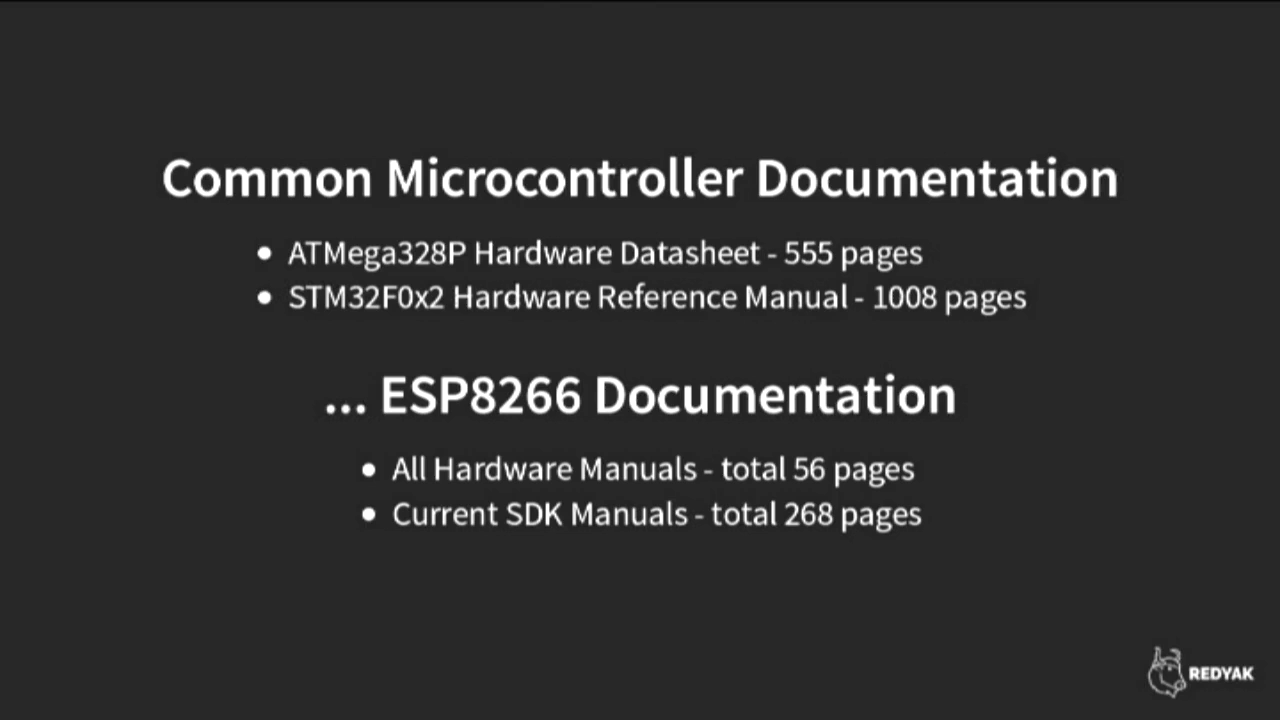 Common Microcontroller Documentation
• ATMega328P Hardware Datasheet - 555 pages
• STM32F0x2 Hardware Reference Manual - 1008 pages
... ESP8266 Documentation
• All Hardware Manuals - total 56 pages
• Current SDK Manuals - total 268 pages
REDYAK